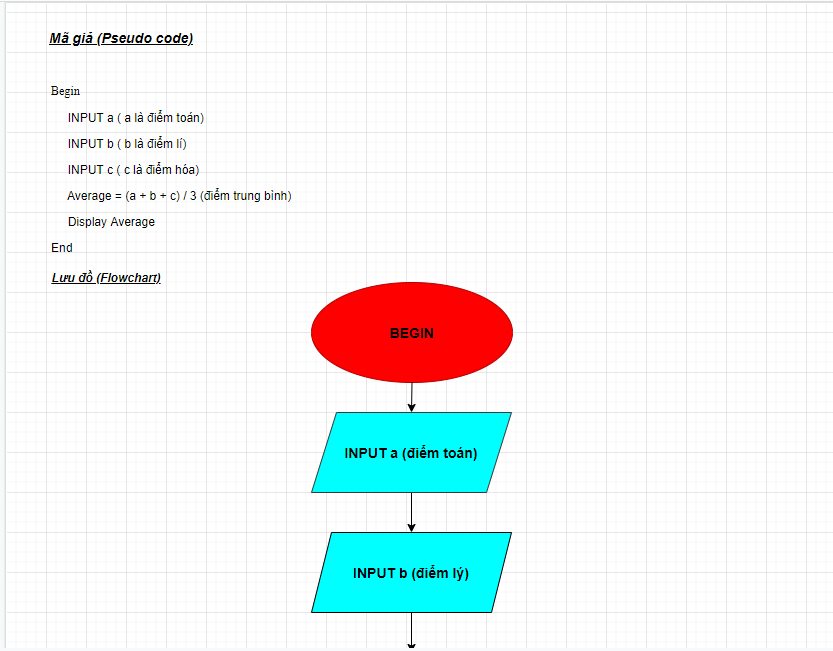 Mã giả (Pseudo code)
Begin
INPUT a ( a là điểm toán)
INPUT b ( b là điểm lí)
INPUT c ( c là điểm hóa)
Average = (a + b + c) / 3 (điểm trung bình)
Display Average
End
Lưu đồ (Flowchart)
BEGIN
INPUT a (điểm toán)
INPUT b (điểm lý)